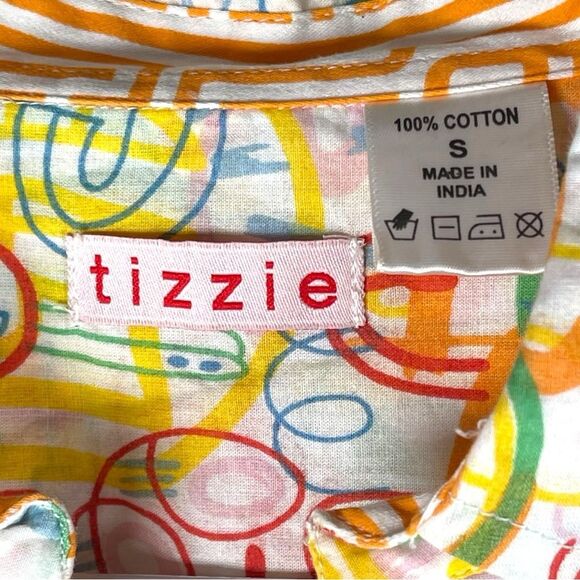 100% COTTON
S
MADE IN
INDIA
tizzie